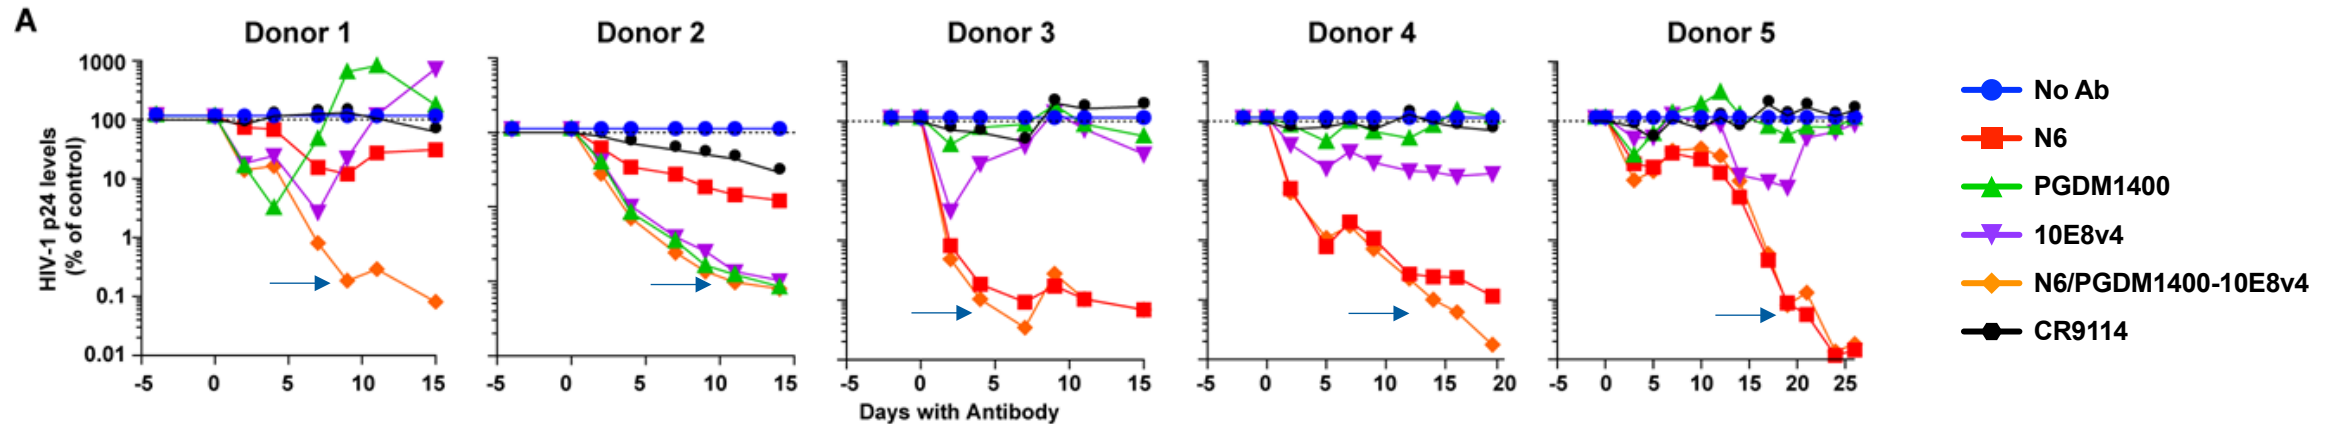 A
Donor 1
Donor 2
Donor 3
Donor 4
Donor 5
HIV-1 p24 levels
(% of control)
1000
100
10
1
0.1
0.01
-5 0 5 10 15
-5 0 5 10 15
-5 0 5 10 15
-5 0 5 10 15 20
-5 0 5 10 15 20 25
Days with Antibody
No Ab
N6
PGDM1400
10E8v4
N6/PGDM1400-10E8v4
CR9114